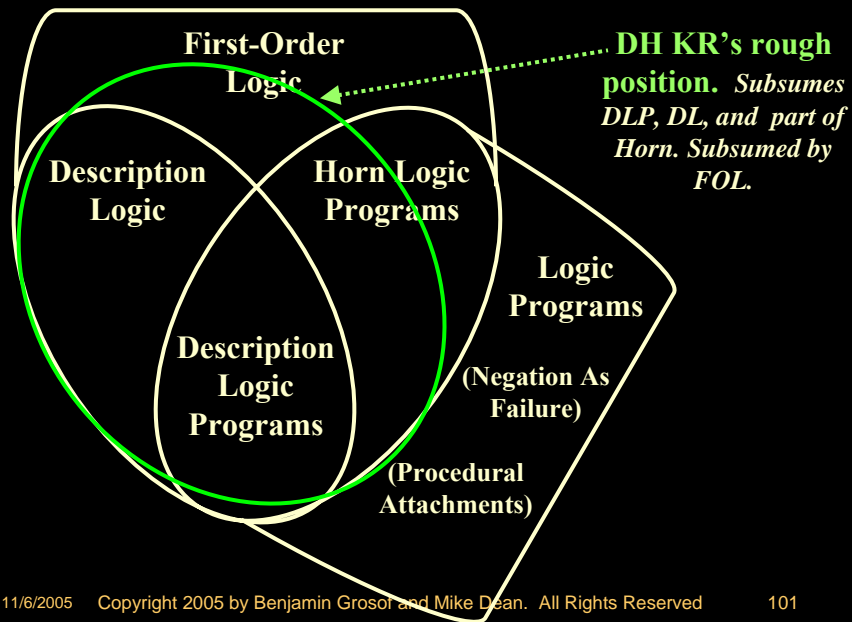 First-Order
Logic
DH KR's rough
position. Subsumes
DLP, DL, and part of
Horn. Subsumed by
FOL.
Description
Logic
Horn Logic
Programs
Logic
Programs
Description
Logic
Programs
(Negation As
Failure)
(Procedural
Attachments)
11/6/2005 Copyright 2005 by Benjamin Grosof and Mike Dean. All Rights Reserved 101